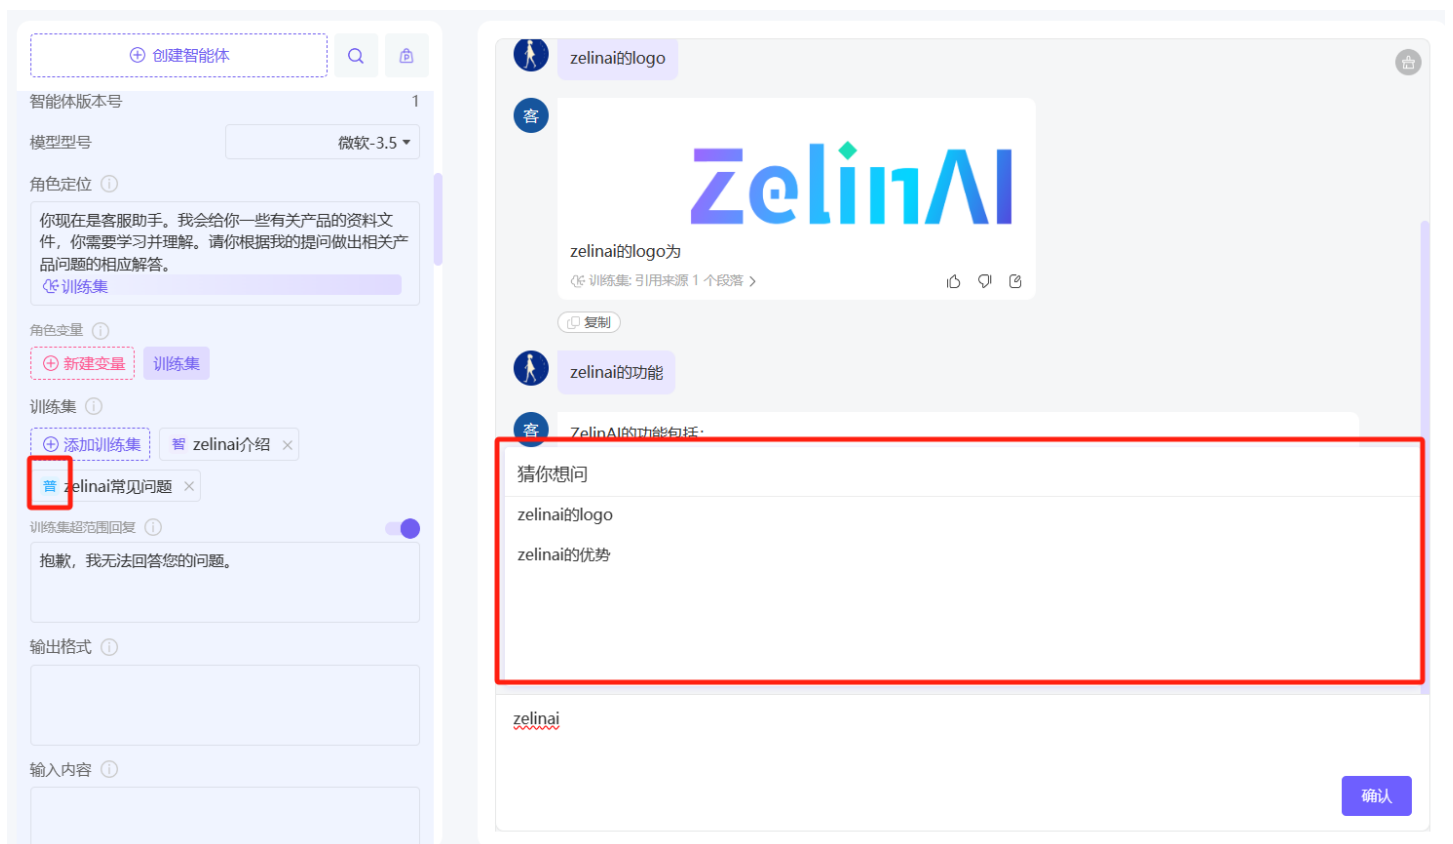 创建智能体
智能体版本号 1
模型型号 微软-3.5
角色定位
你现在是客服助手。我会给你一些有关产品的资料文
件，你需要学习并理解。请你根据我的提问做出相关产
品问题的相应解答。
训练集
角色变量
新建变量 训练集
训练集
添加训练集 智 zelinai介绍
普 zelinai常见问题
训练集超范围回复
抱歉，我无法回答您的问题。
输出格式
输入内容
zelinai的logo
客
ZelinAI
zelinai的logo为
训练集: 引用来源 1 个段落
复制
zelinai的功能
客
ZelinAI的功能包括：
猜你想问
zelinai的logo
zelinai的优势
zelinai
确认